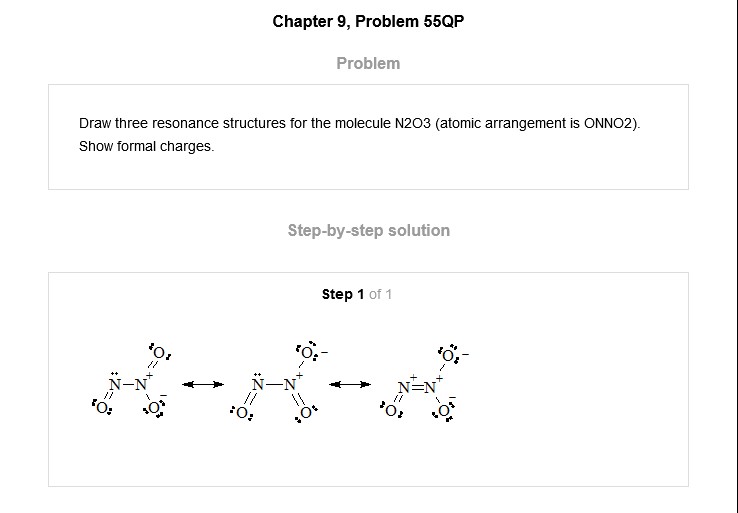 Chapter 9, Problem 55QP
Problem
Draw three resonance structures for the molecule N2O3 (atomic arrangement is ONNO2).
Show formal charges.
Step-by-step solution
Step 1 of 1
O O − O −
N–N + N–N + N + =N +
O O − O O O O −